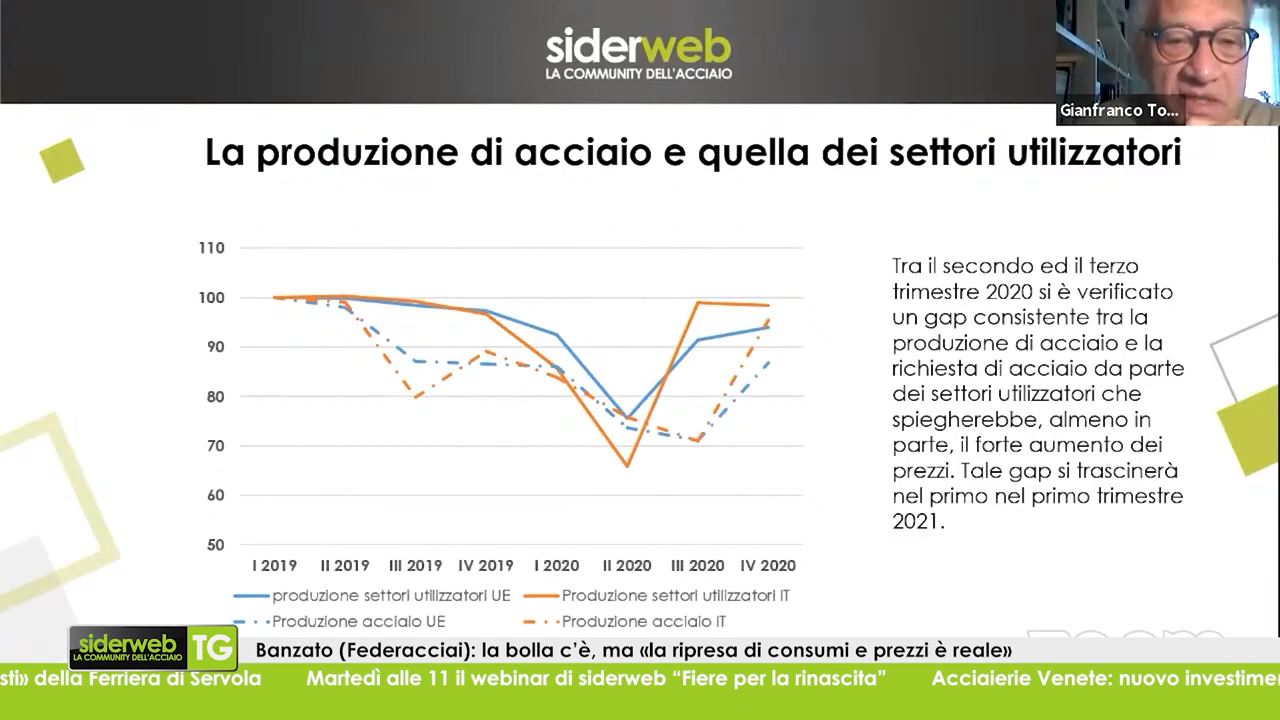 siderweb
LA COMMUNITY DELL'ACCIAIO
Gianfranco To...
La produzione di acciaio e quella dei settori utilizzatori
110
100
90
80
70
60
50
I 2019 II 2019 III 2019 IV 2019 I 2020 II 2020 III 2020 IV 2020
produzione settori utilizzatori UE
Produzione settori utilizzatori IT
Produzione acciaio UE
Produzione acciaio IT
Tra il secondo ed il terzo
trimestre 2020 si è verificato
un gap consistente tra la
produzione di acciaio e la
richiesta di acciaio da parte
dei settori utilizzatori che
spiegherebbe, almeno in
parte, il forte aumento dei
prezzi. Tale gap si trascinerà
nel primo nel primo trimestre
2021.
zoom
siderweb
LA COMMUNITY DELL'ACCIAIO
TG
Banzato (Federacciai): la bolla c'è, ma «la ripresa di consumi e prezzi è reale»
sti» della Ferriera di Servola Martedì alle 11 il webinar di siderweb "Fiere per la rinascita" Acciaierie Venete: nuovo investime